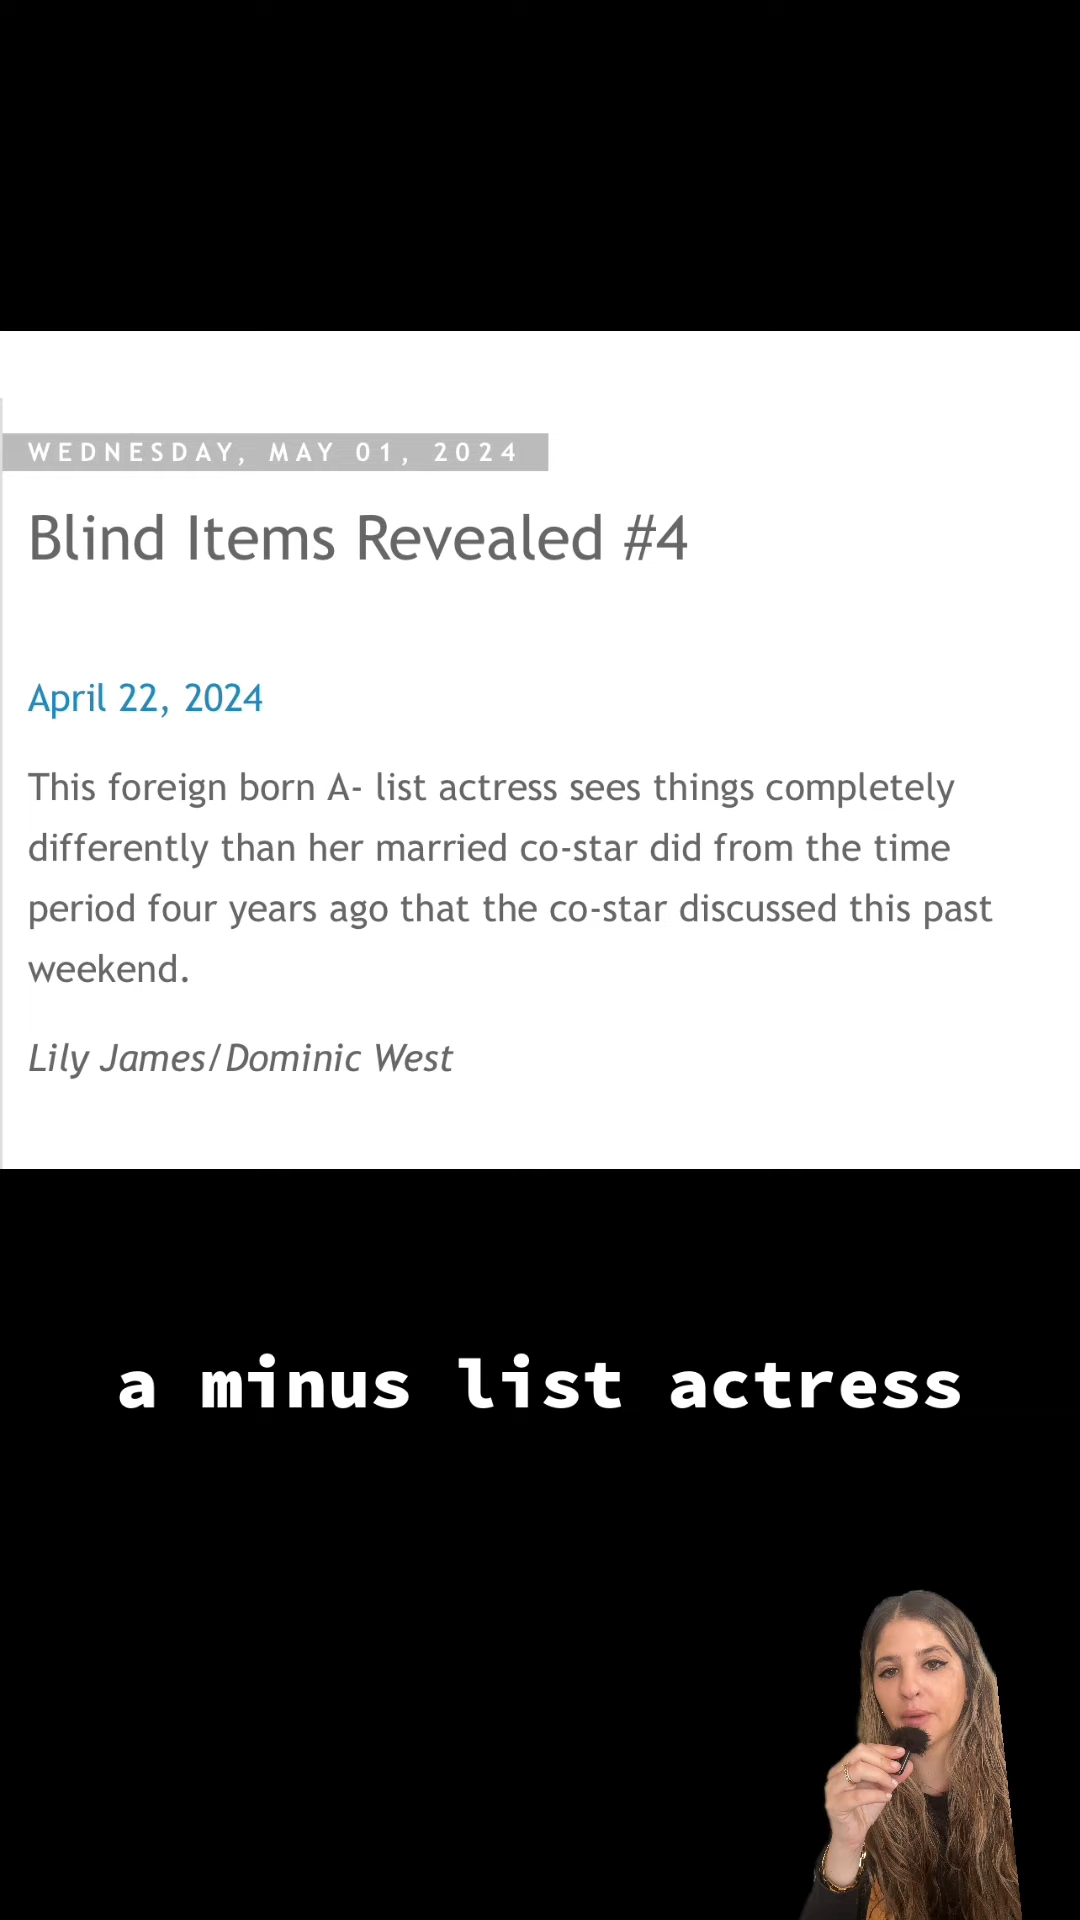 WEDNESDAY, MAY 01, 2024
Blind Items Revealed #4
April 22, 2024
This foreign born A- list actress sees things completely
differently than her married co-star did from the time
period four years ago that the co-star discussed this past
weekend.
Lily James/Dominic West
a minus list actress